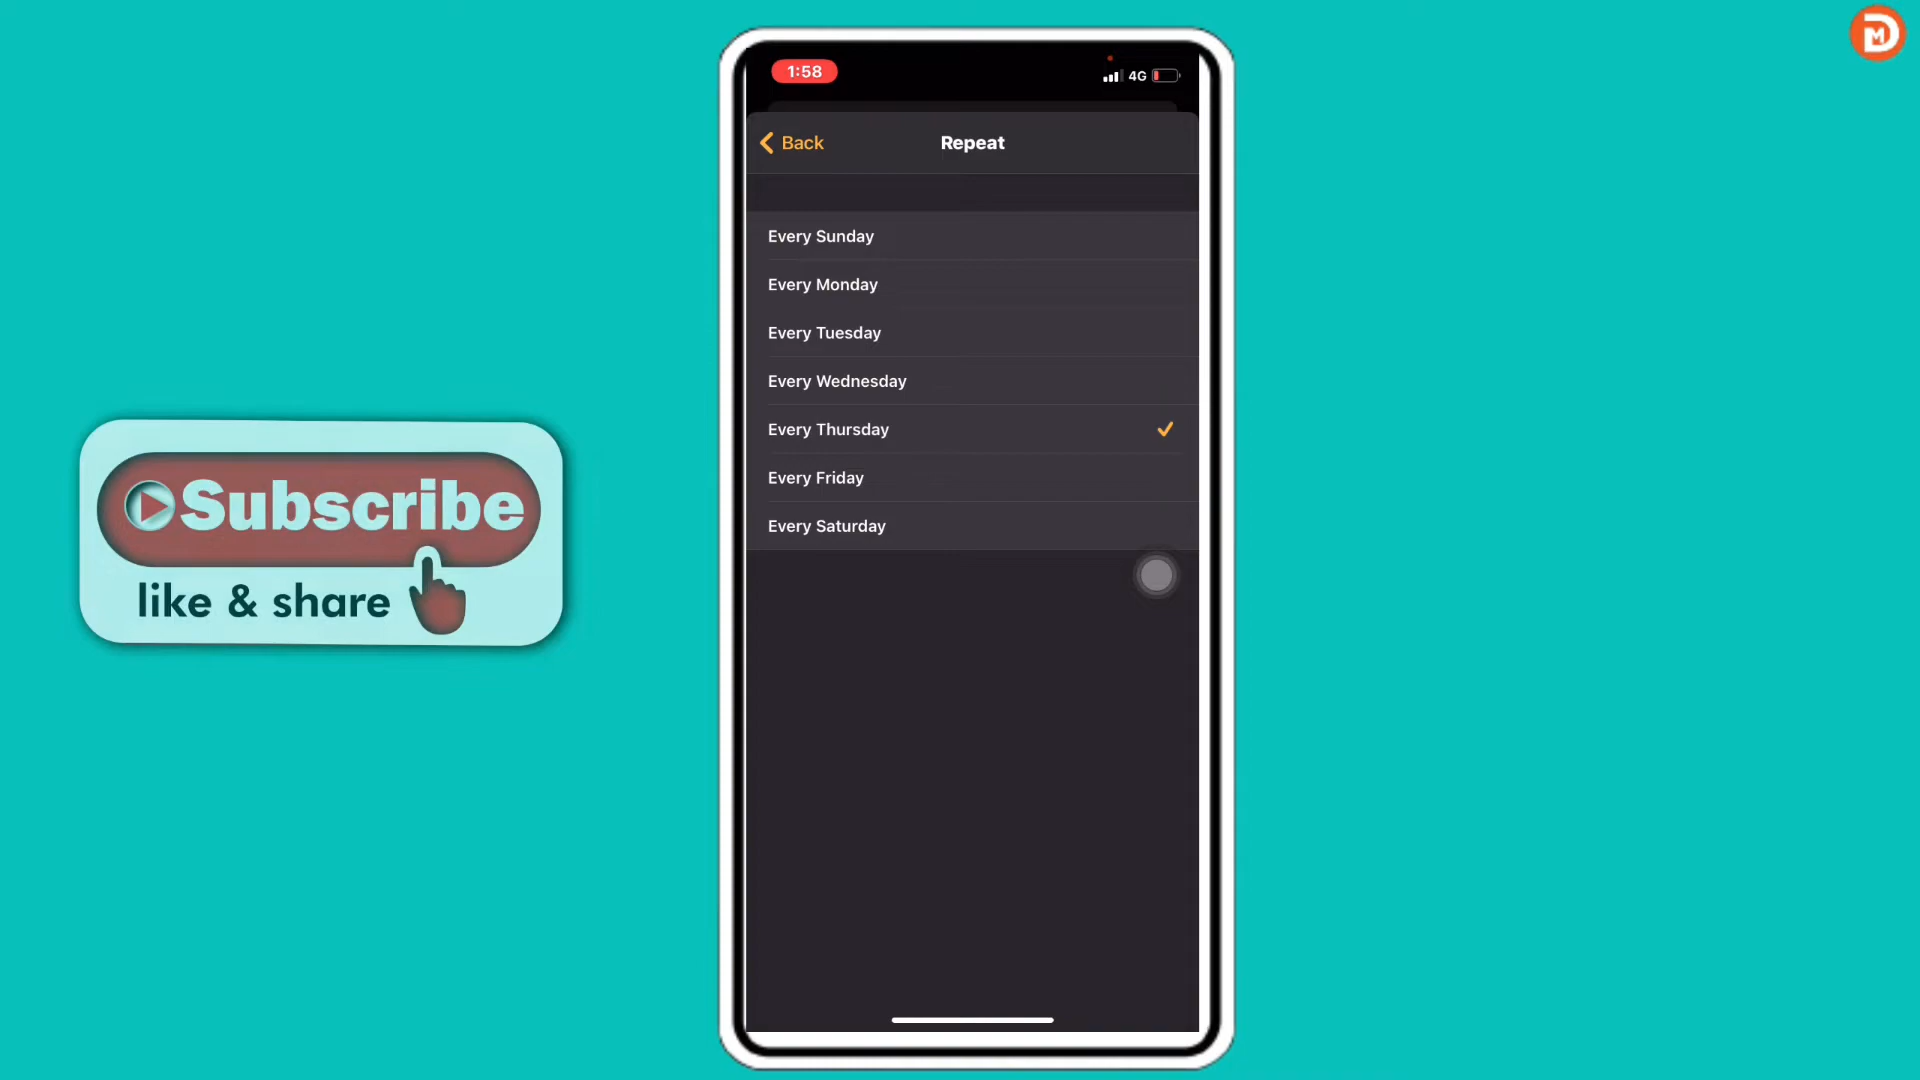 1:58
4G
Back
Repeat
Every Sunday
Every Monday
Every Tuesday
Every Wednesday
Every Thursday
Every Friday
Every Saturday
Subscribe
like & share
DM